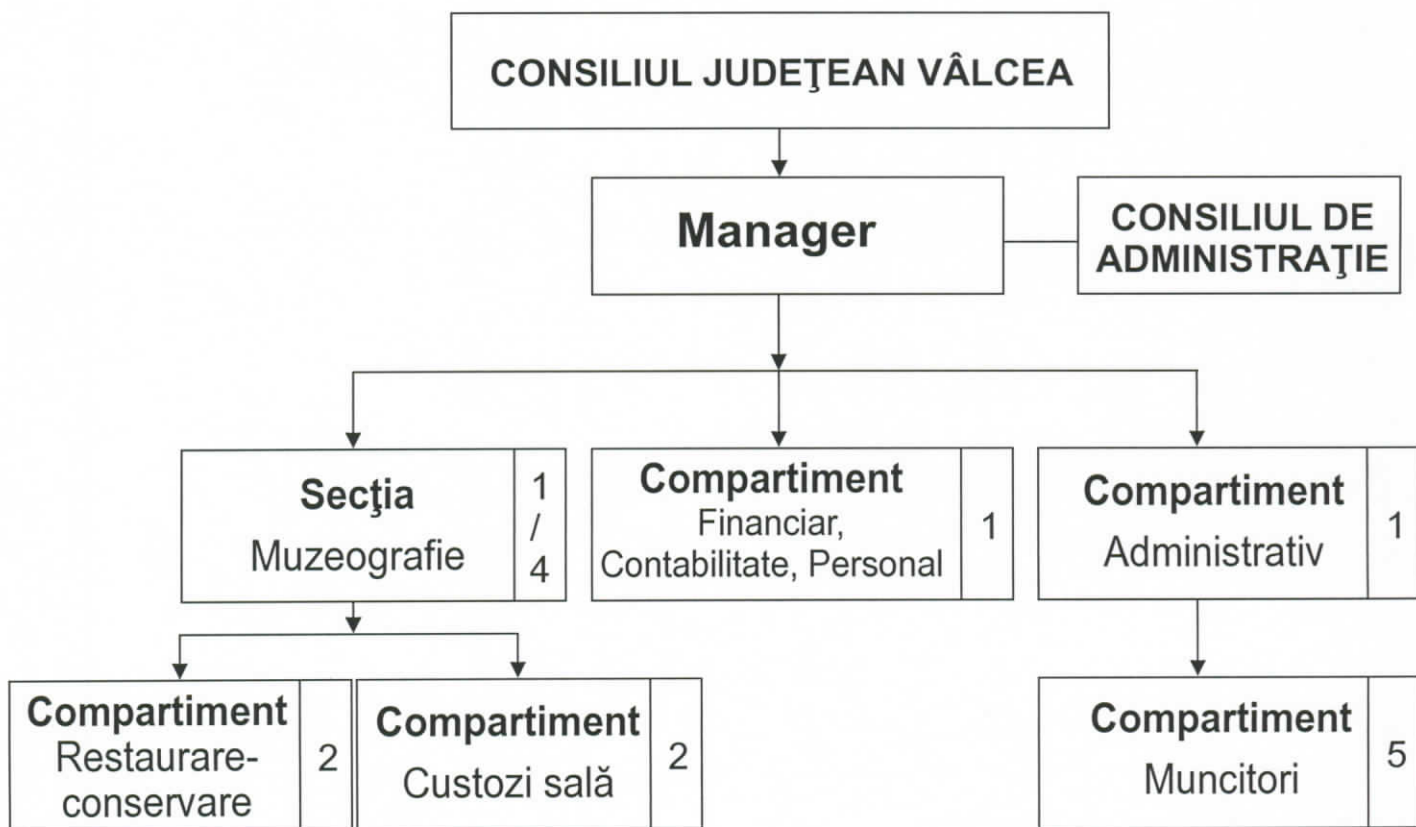 CONSILIUL JUDEŢEAN VÂLCEA
Manager
CONSILIUL DE
ADMINISTRAŢIE
Secţia
Muzeografie
1
/
4
Compartiment
Financiar,
Contabilitate, Personal
1
Compartiment
Administrativ
1
Compartiment
Restaurare-
conservare
2
Compartiment
Custozi sală
2
Compartiment
Muncitori
5